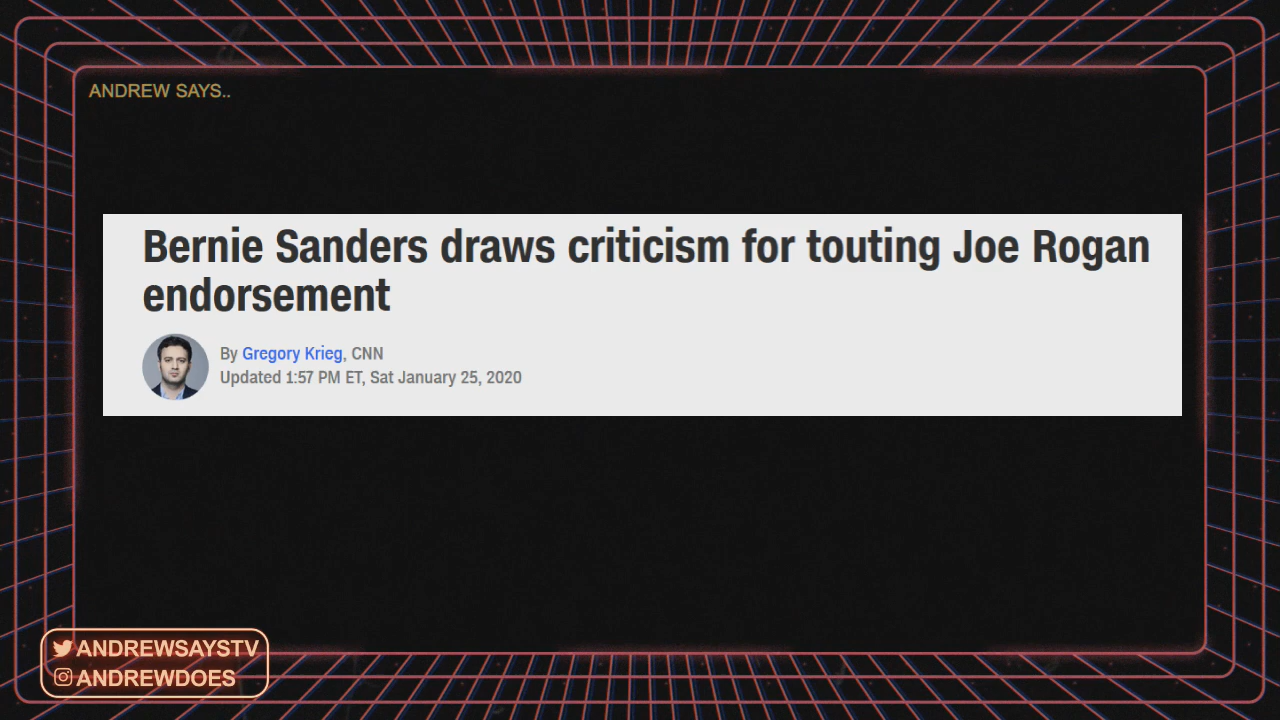 ANDREW SAYS..
Bernie Sanders draws criticism for touting Joe Rogan
endorsement
By Gregory Krieg, CNN
Updated 1:57 PM ET, Sat January 25, 2020
ANDREWSAYSTV
ANDREWDOES